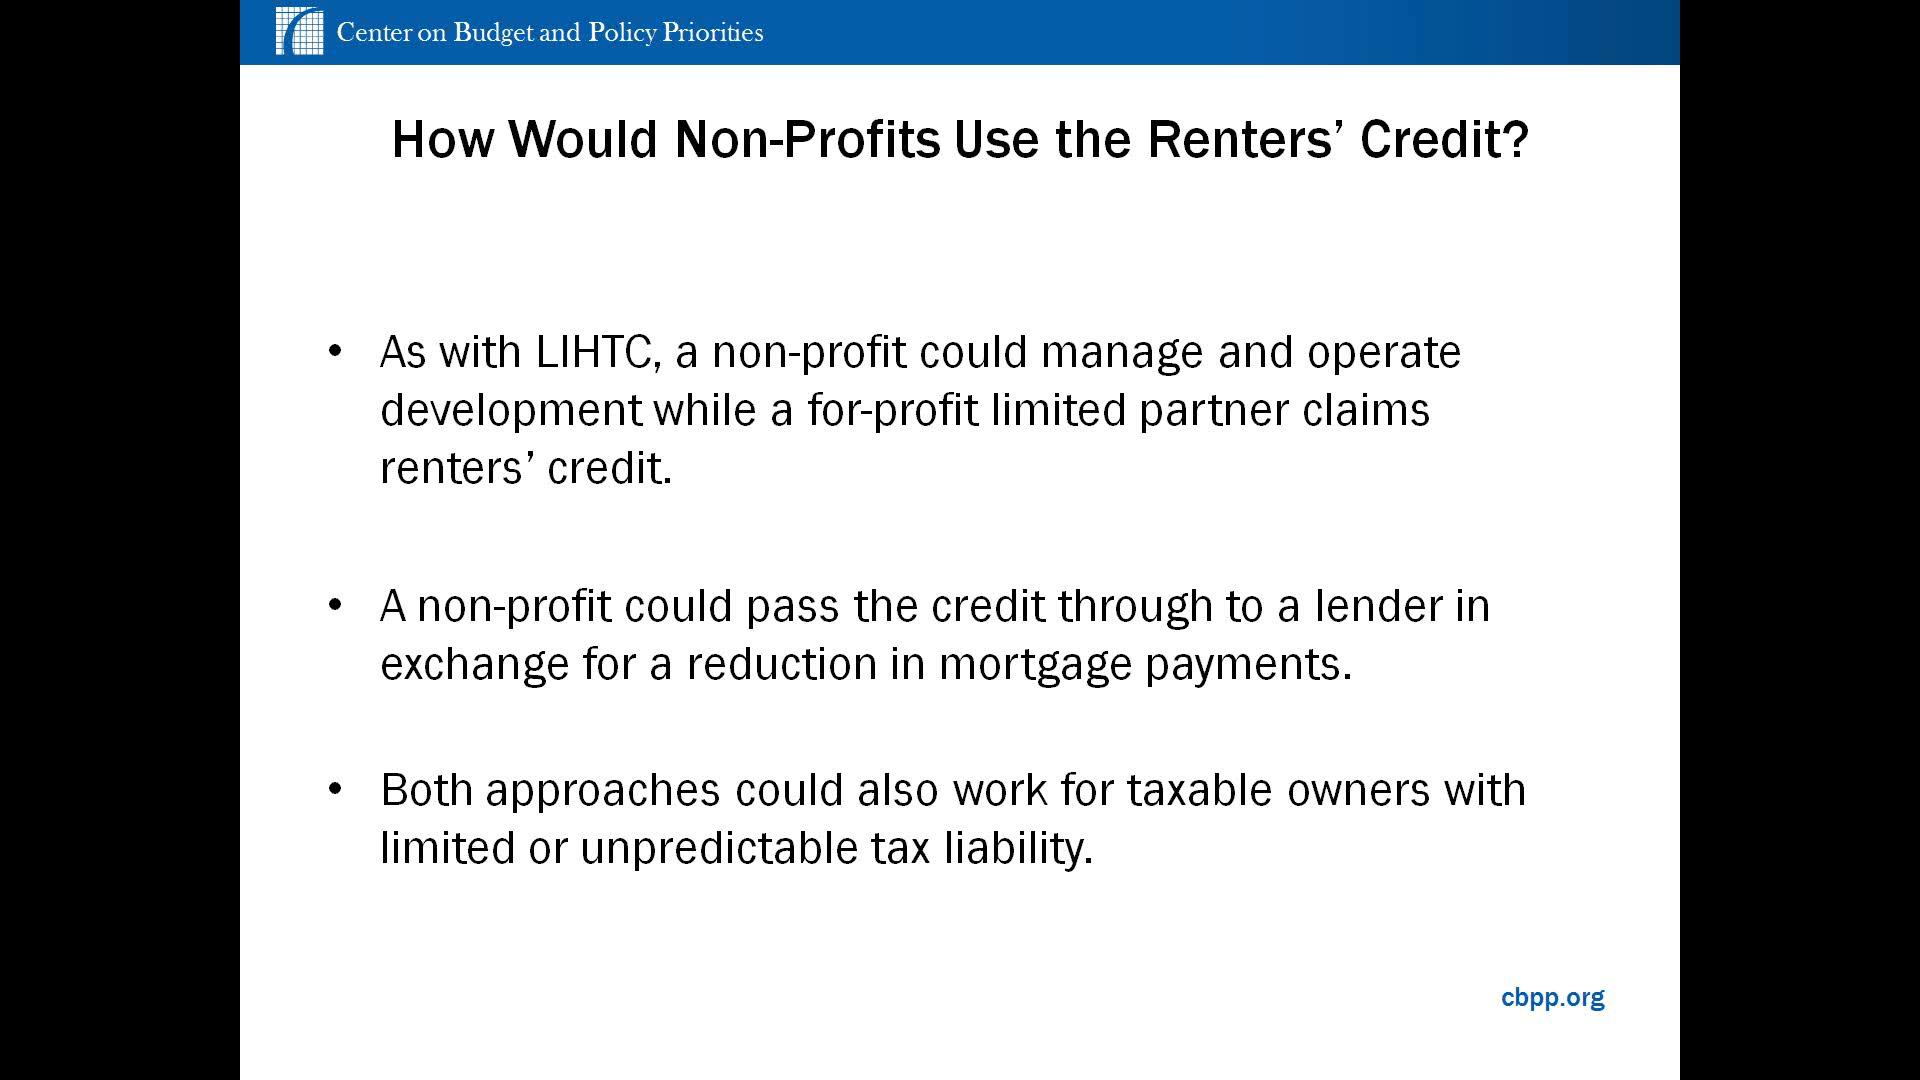 Center on Budget and Policy Priorities
How Would Non-Profits Use the Renters’ Credit?
• As with LIHTC, a non-profit could manage and operate
development while a for-profit limited partner claims
renters’ credit.
• A non-profit could pass the credit through to a lender in
exchange for a reduction in mortgage payments.
• Both approaches could also work for taxable owners with
limited or unpredictable tax liability.
cbpp.org